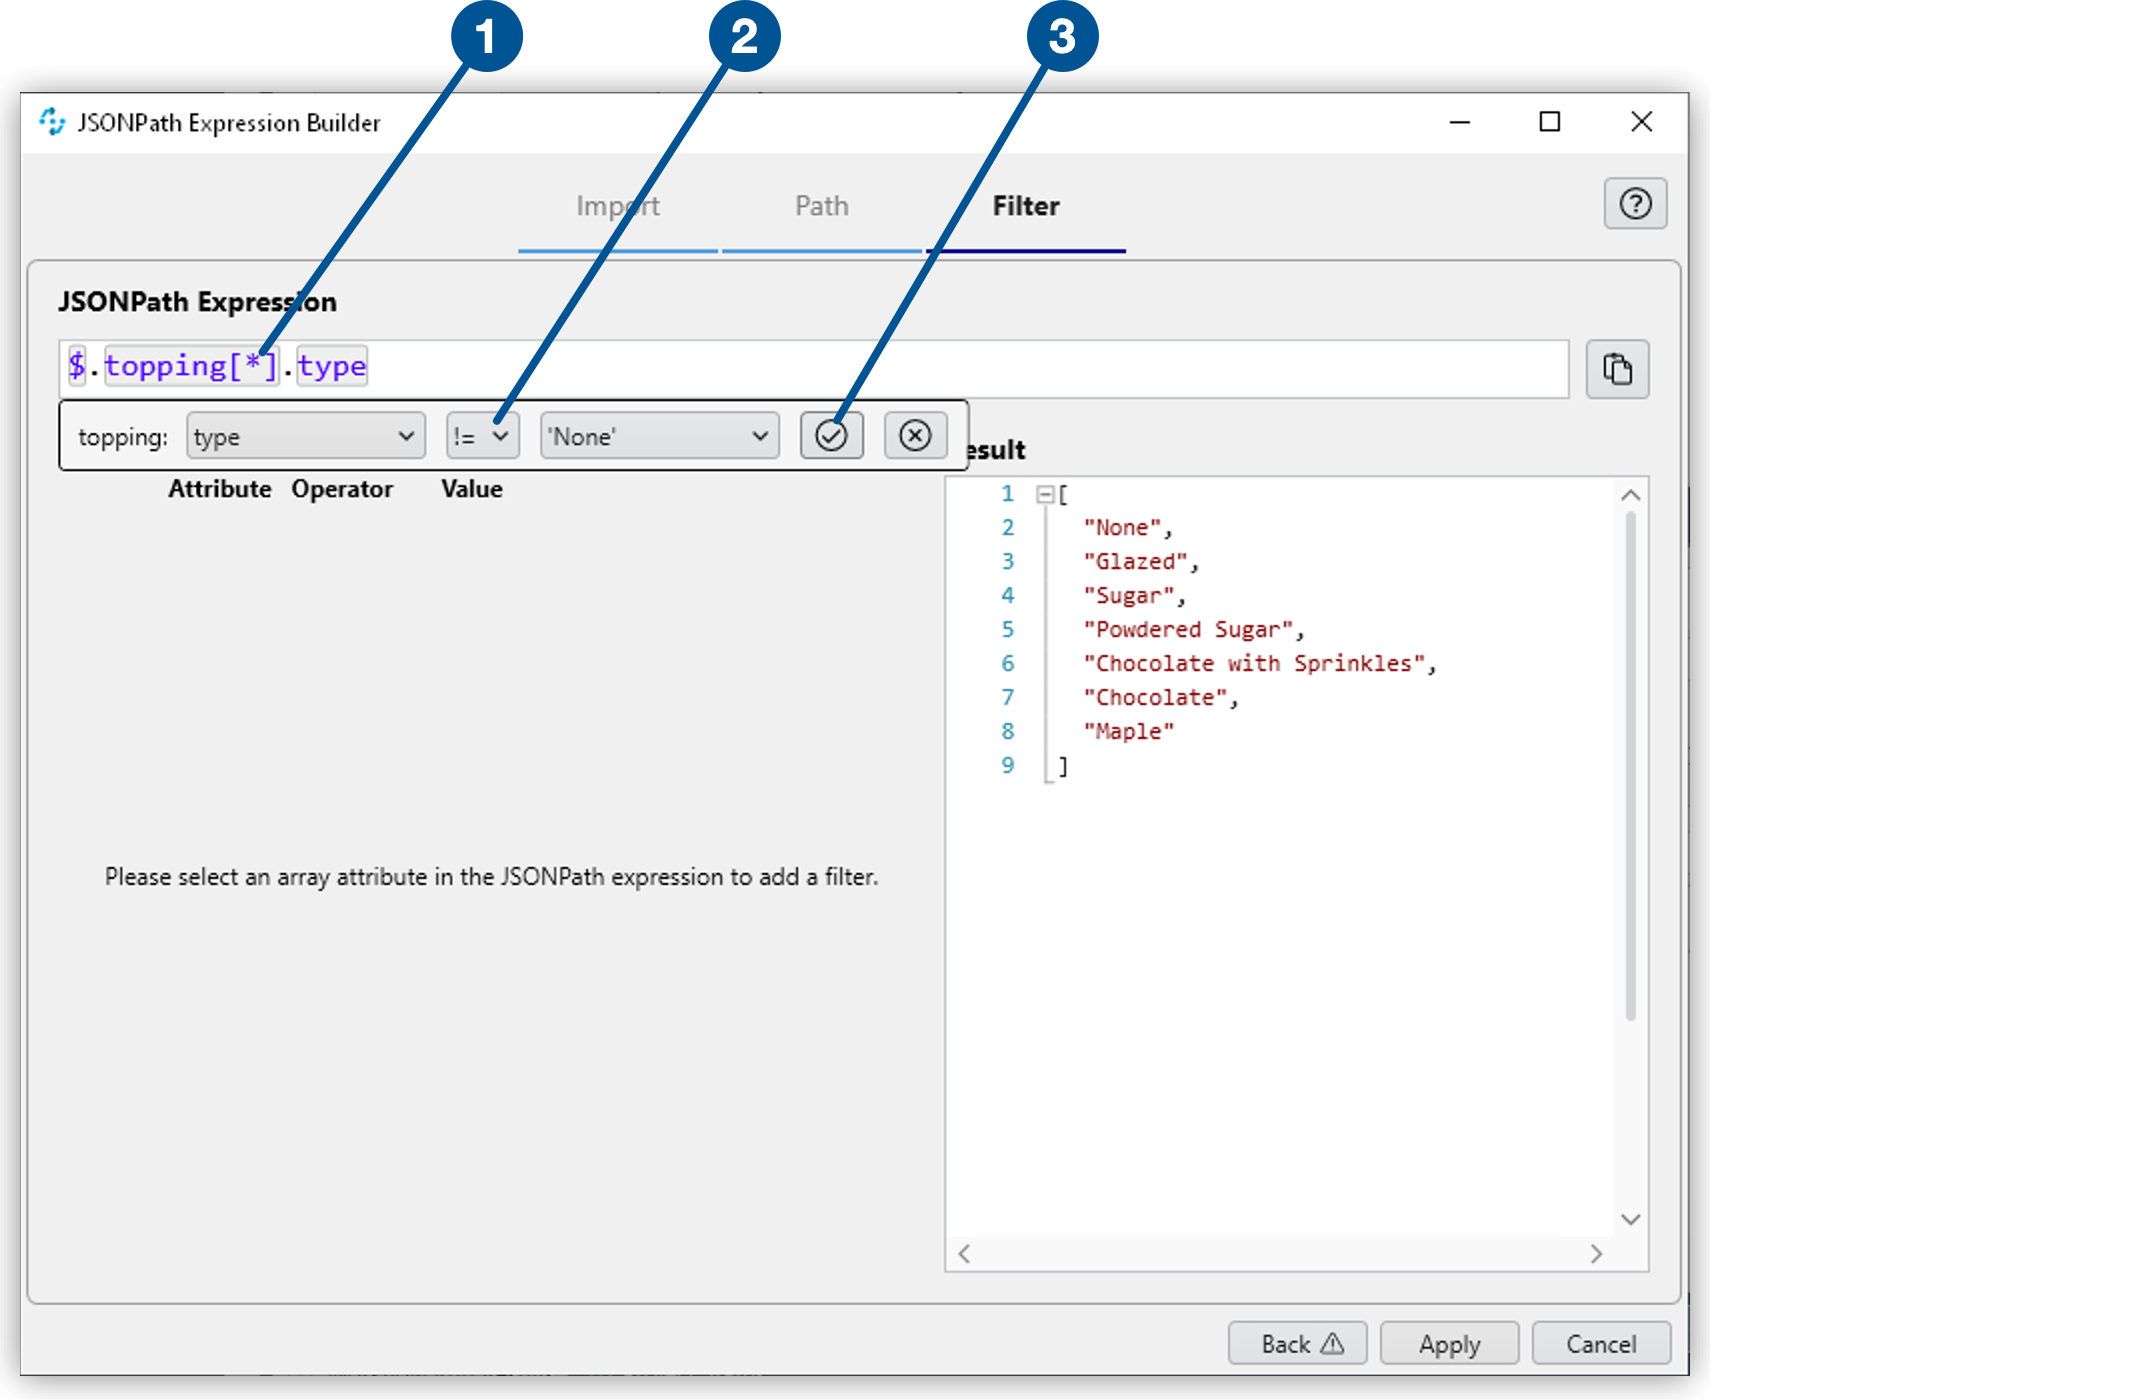 1 2 3
JSONPath Expression Builder
Import Path Filter
JSONPath Expression
$.topping[*].type
topping: type != 'None'
esult
Attribute Operator Value
1 [
2 "None",
3 "Glazed",
4 "Sugar",
5 "Powdered Sugar",
6 "Chocolate with Sprinkles",
7 "Chocolate",
8 "Maple"
9 ]
Please select an array attribute in the JSONPath expression to add a filter.
Back Apply Cancel